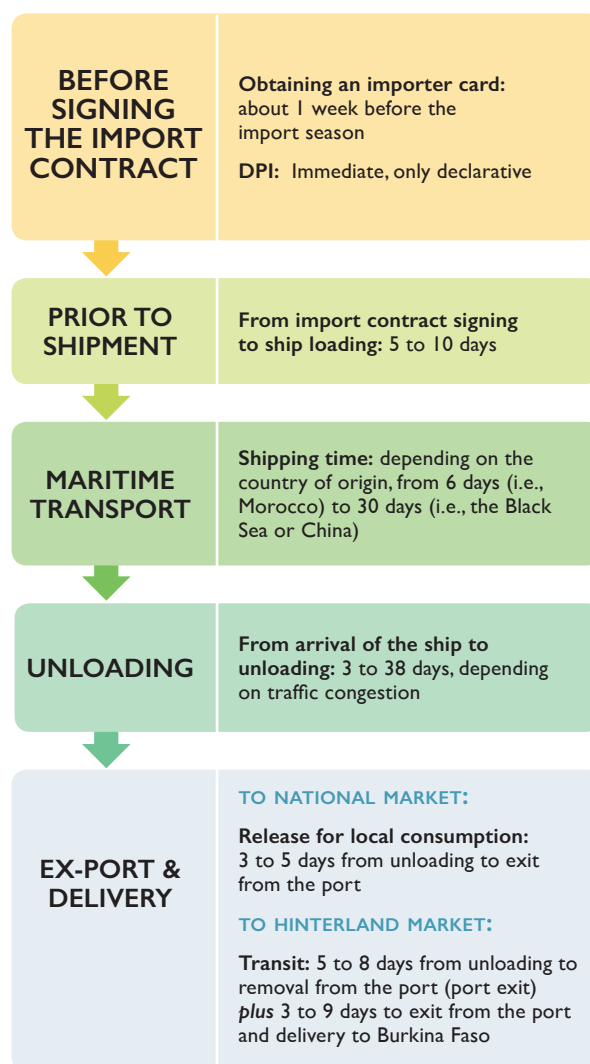 BEFORE
SIGNING
THE IMPORT
CONTRACT
Obtaining an importer card:
about 1 week before the
import season
DPI: Immediate, only declarative
PRIOR TO
SHIPMENT
From import contract signing
to ship loading: 5 to 10 days
MARITIME
TRANSPORT
Shipping time: depending on the
country of origin, from 6 days (i.e.,
Morocco) to 30 days (i.e., the Black
Sea or China)
UNLOADING
From arrival of the ship to
unloading: 3 to 38 days, depending
on traffic congestion
EX-PORT &
DELIVERY
TO NATIONAL MARKET:
Release for local consumption:
3 to 5 days from unloading to exit
from the port
TO HINTERLAND MARKET:
Transit: 5 to 8 days from unloading to
removal from the port (port exit)
plus 3 to 9 days to exit from the port
and delivery to Burkina Faso